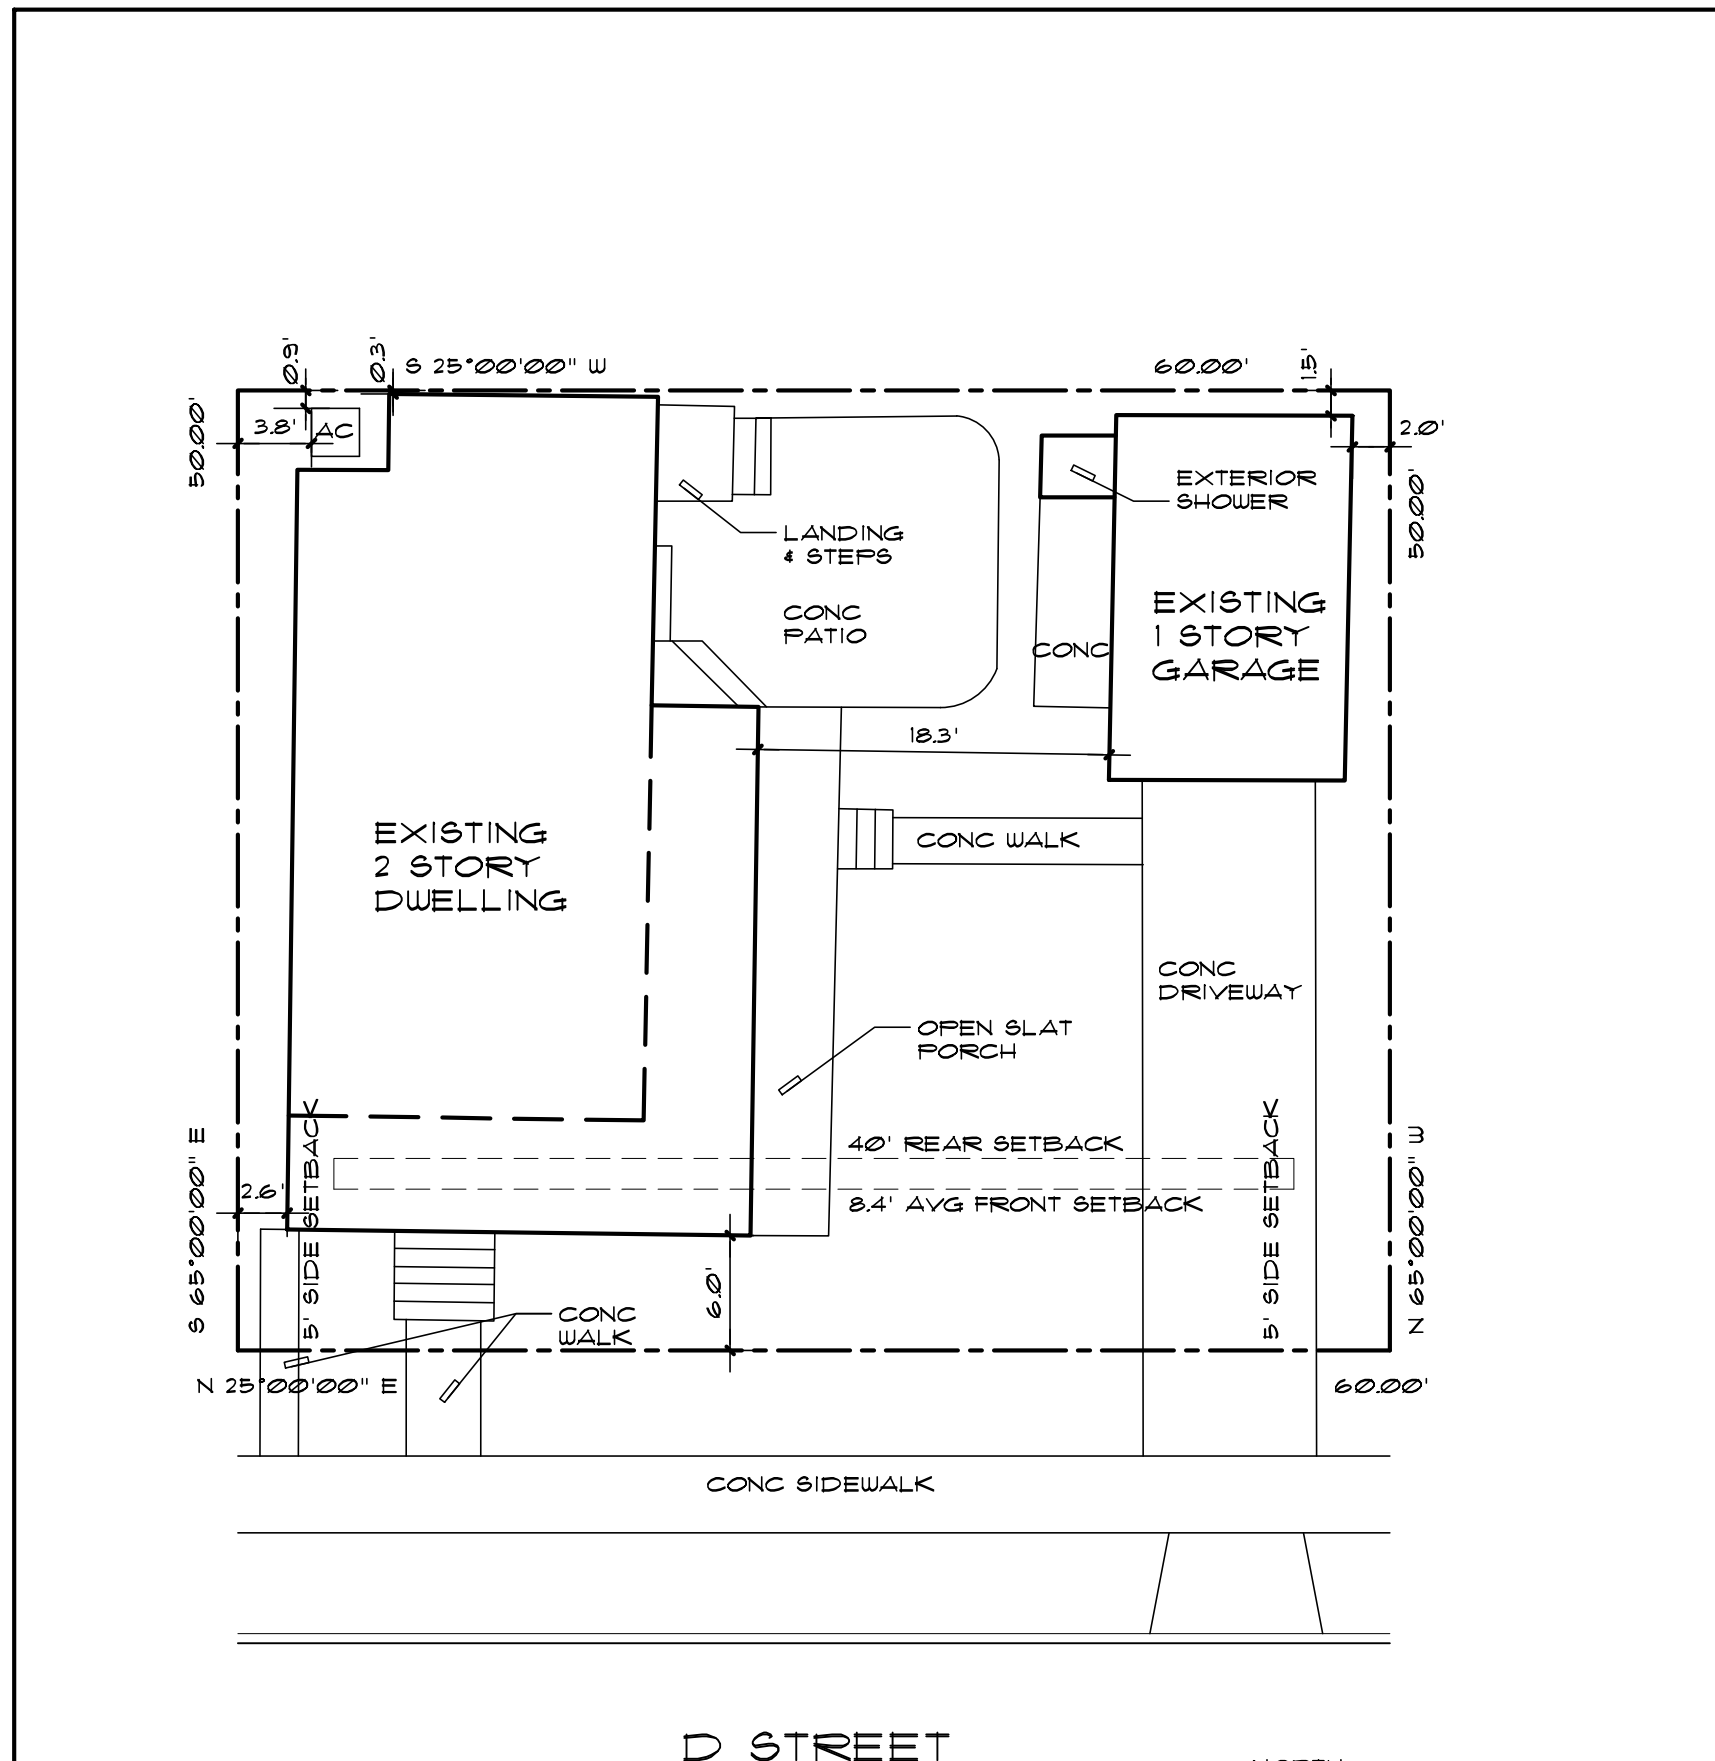 0.9'
0.3'
S 25°00'00" W
60.00'
1.5'
50.00'
3.8'
AC
2.0'
50.00'
EXTERIOR
SHOWER
LANDING
& STEPS
CONC
PATIO
EXISTING
1 STORY
GARAGE
CONC
18.3'
EXISTING
2 STORY
DWELLING
CONC WALK
CONC
DRIVEWAY
OPEN SLAT
PORCH
40' REAR SETBACK
8.4' AVG FRONT SETBACK
5' SIDE SETBACK
5' SIDE SETBACK
S 65°00'00" E
N 65°00'00" W
2.6'
6.0'
CONC
WALK
N 25°00'00" E
60.00'
CONC SIDEWALK
D STREET